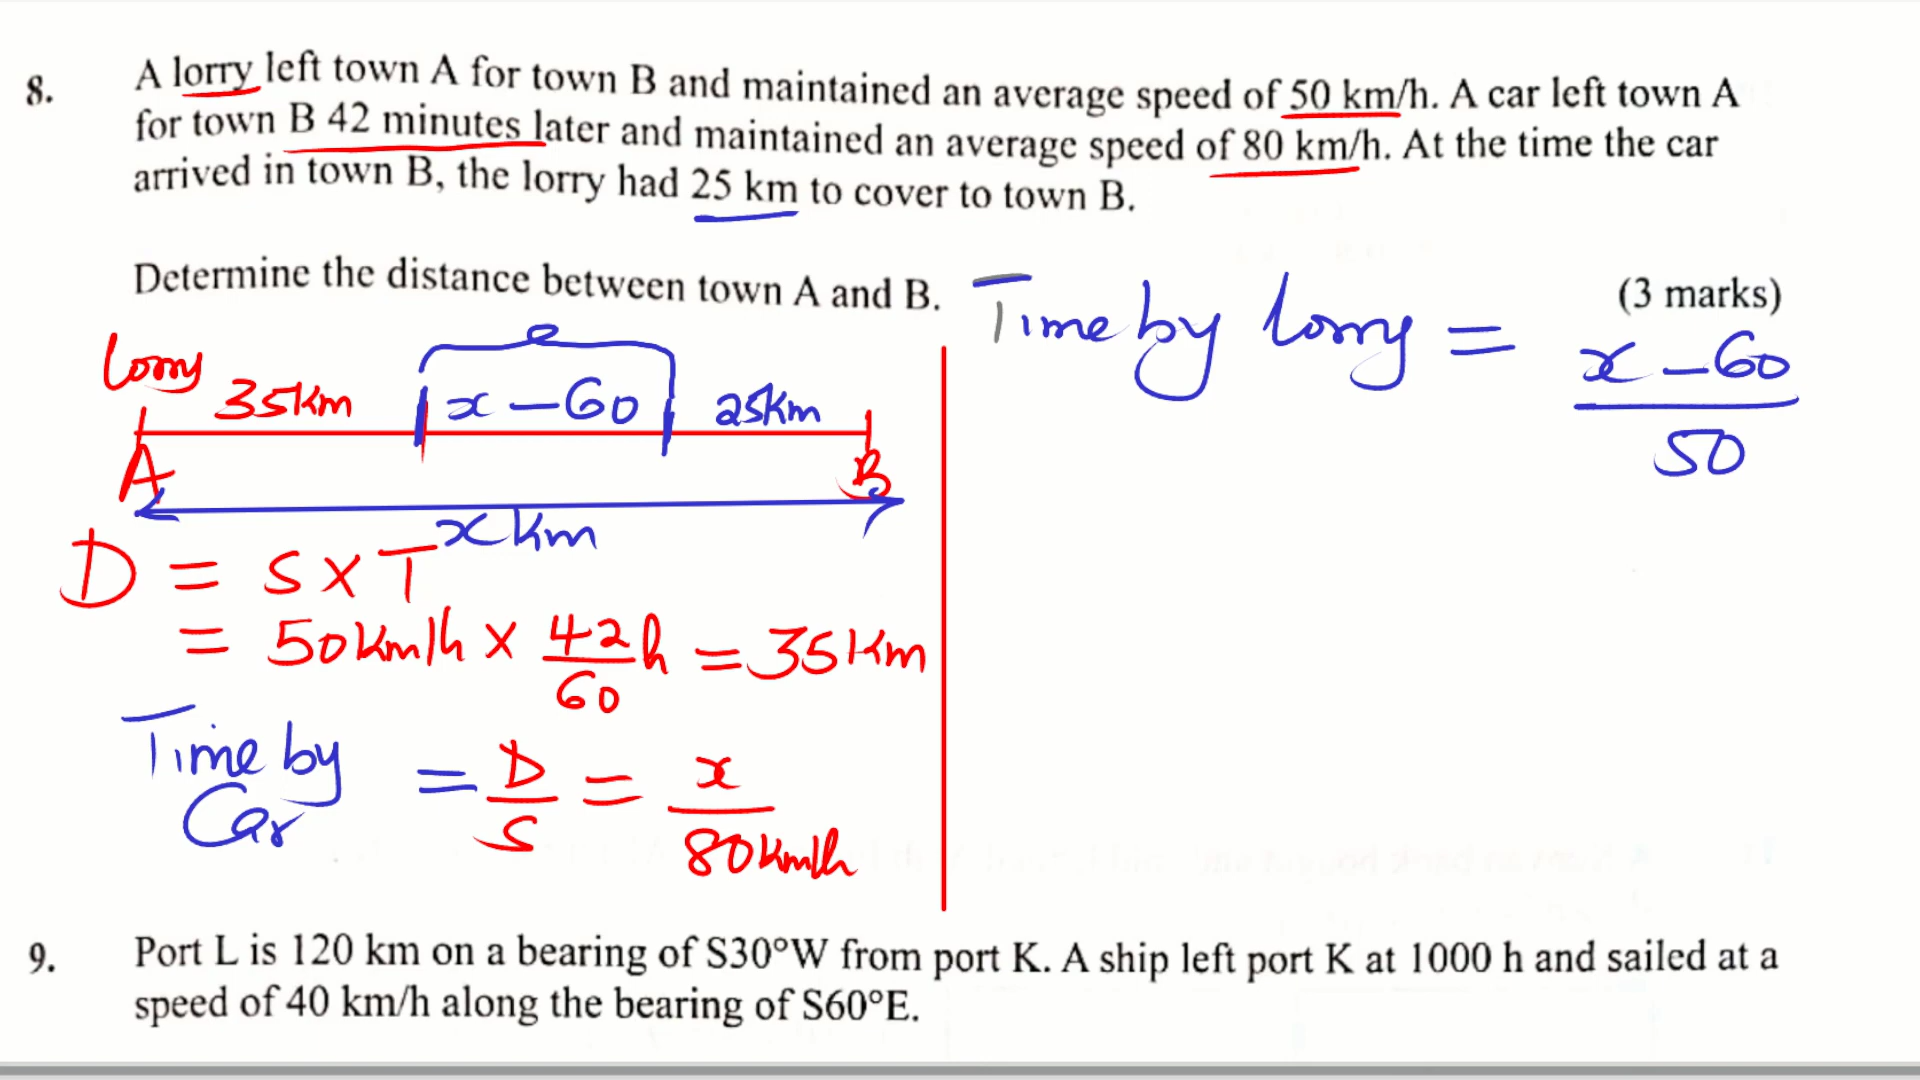 8. A lorry left town A for town B and maintained an average speed of 50 km/h. A car left town A
for town B 42 minutes later and maintained an average speed of 80 km/h. At the time the car
arrived in town B, the lorry had 25 km to cover to town B.
Determine the distance between town A and B. (3 marks)
lorry
35km x - 60 25km
A B
x km
D = S x T
= 50km/h x 42/60 h = 35km
Time by Car = D/S = x/80km/h
Time by lorry = x - 60/50
9. Port L is 120 km on a bearing of S30°W from port K. A ship left port K at 1000 h and sailed at a
speed of 40 km/h along the bearing of S60°E.